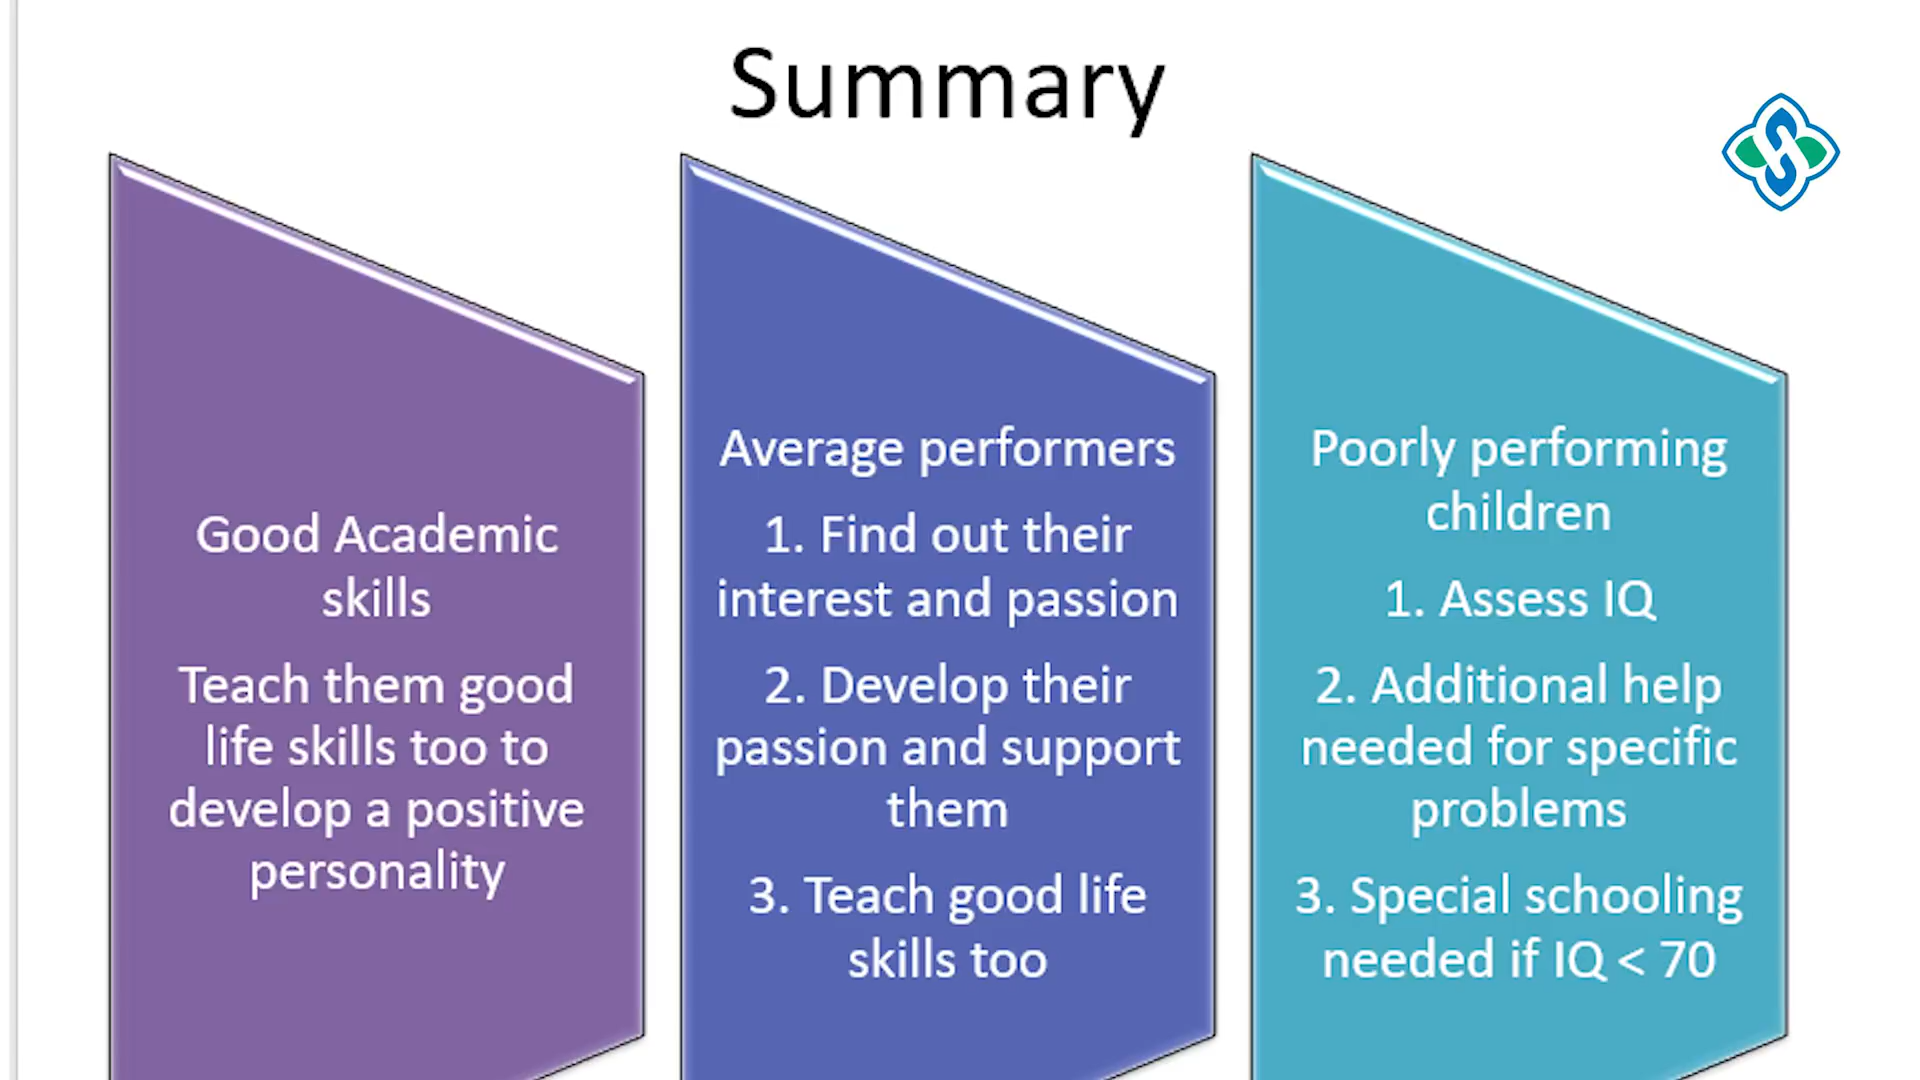 Summary
Good Academic
skills
Teach them good
life skills too to
develop a positive
personality
Average performers
1. Find out their
interest and passion
2. Develop their
passion and support
them
3. Teach good life
skills too
Poorly performing
children
1. Assess IQ
2. Additional help
needed for specific
problems
3. Special schooling
needed if IQ < 70